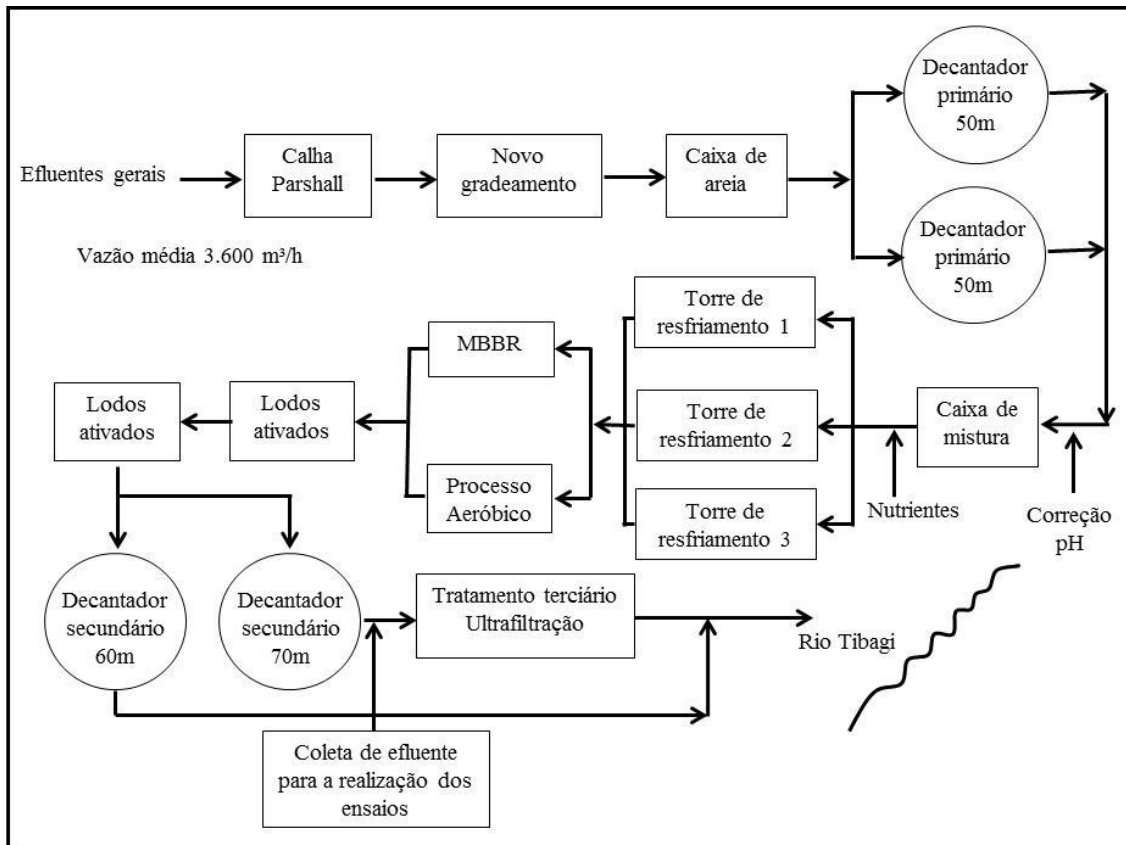 Efluentes gerais
Vazão média 3.600 m³/h
Calha
Parshall
Novo
gradeamento
Caixa de
areia
Decantador
primário
50m
Decantador
primário
50m
Correção
pH
Caixa de
mistura
Nutrientes
Torre de
resfriamento 1
Torre de
resfriamento 2
Torre de
resfriamento 3
MBBR
Processo
Aeróbico
Lodos
ativados
Lodos
ativados
Decantador
secundário
60m
Decantador
secundário
70m
Tratamento terciário
Ultrafiltração
Rio Tibagi
Coleta de efluente
para a realização dos
ensaios